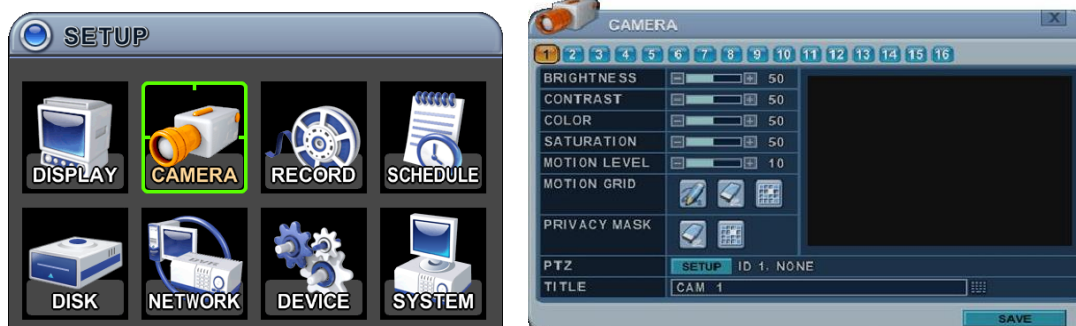 SETUP
DISPLAY CAMERA RECORD SCHEDULE
DISK NETWORK DEVICE SYSTEM
CAMERA X
1 2 3 4 5 6 7 8 9 10 11 12 13 14 15 16
BRIGHTNESS 50
CONTRAST 50
COLOR 50
SATURATION 50
MOTION LEVEL 10
MOTION GRID
PRIVACY MASK
PTZ SETUP ID 1, NONE
TITLE CAM 1
SAVE